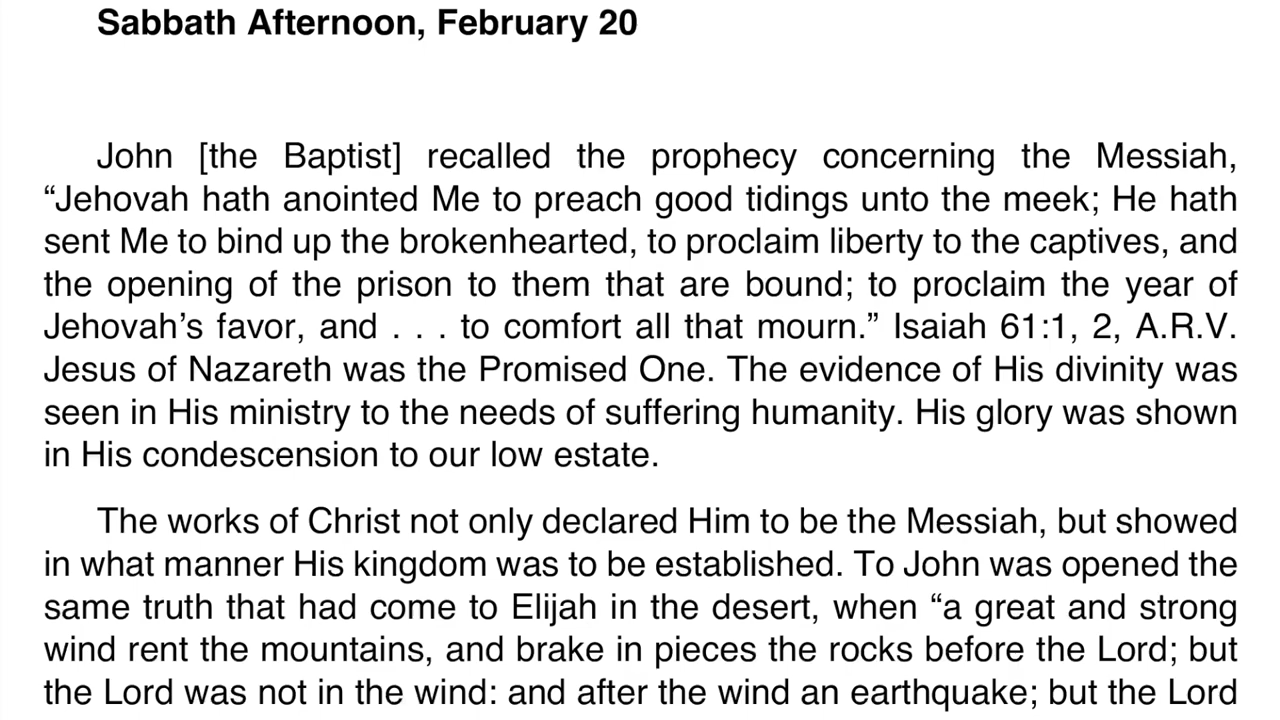 Sabbath Afternoon, February 20
John [the Baptist] recalled the prophecy concerning the Messiah,
“Jehovah hath anointed Me to preach good tidings unto the meek; He hath
sent Me to bind up the brokenhearted, to proclaim liberty to the captives, and
the opening of the prison to them that are bound; to proclaim the year of
Jehovah’s favor, and . . . to comfort all that mourn.” Isaiah 61:1, 2, A.R.V.
Jesus of Nazareth was the Promised One. The evidence of His divinity was
seen in His ministry to the needs of suffering humanity. His glory was shown
in His condescension to our low estate.
The works of Christ not only declared Him to be the Messiah, but showed
in what manner His kingdom was to be established. To John was opened the
same truth that had come to Elijah in the desert, when “a great and strong
wind rent the mountains, and brake in pieces the rocks before the Lord; but
the Lord was not in the wind: and after the wind an earthquake; but the Lord